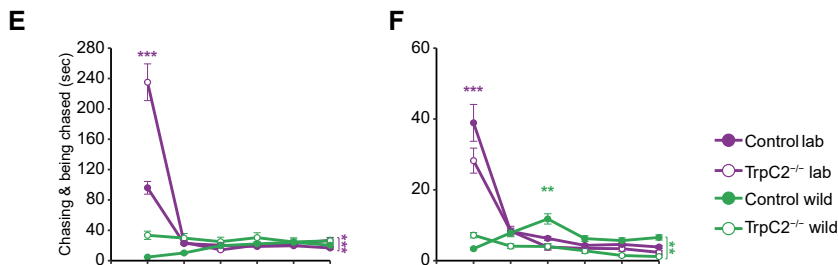 E
F
Chasing & being chased (sec)
280
240
200
160
120
80
40
0
***
***
60
40
20
0
***
**
**
Control lab
TrpC2−/− lab
Control wild
TrpC2−/− wild